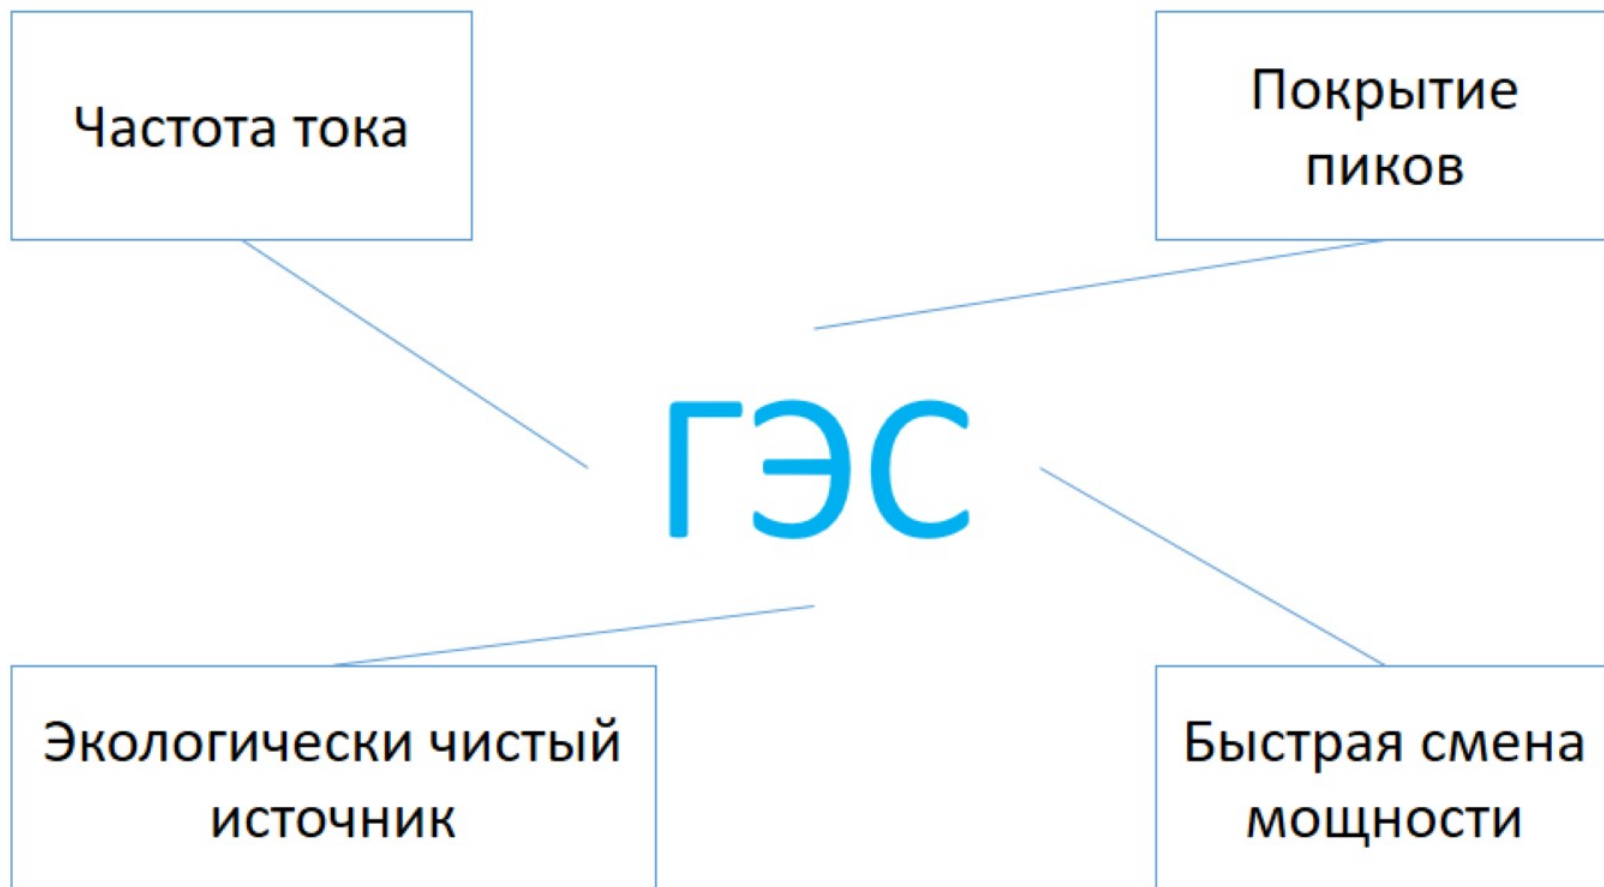 Частота тока
Покрытие
пиков
ГЭС
Экологически чистый
источник
Быстрая смена
мощности